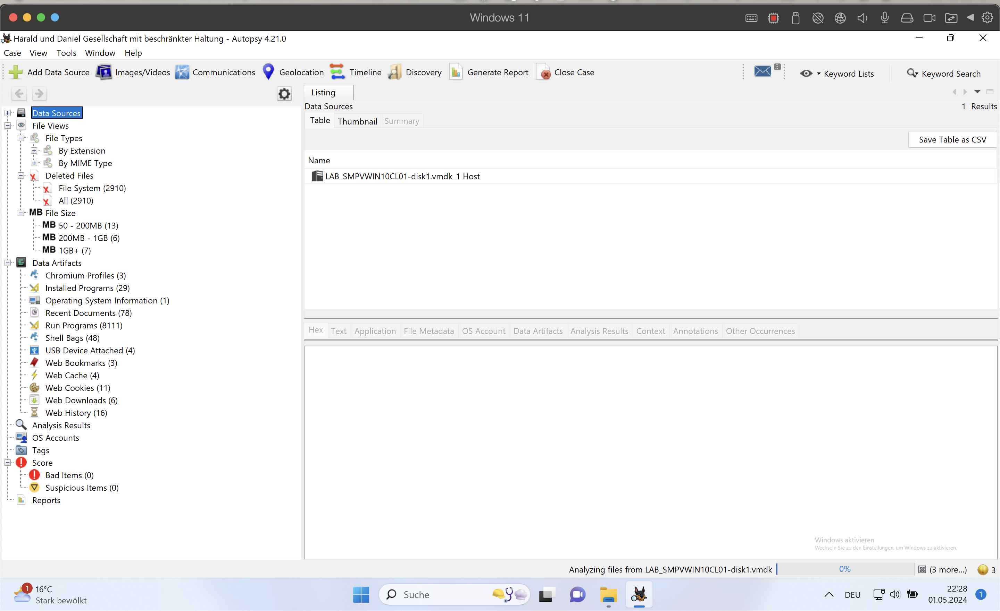 Windows 11
Harald und Daniel Gesellschaft mit beschränkter Haltung - Autopsy 4.21.0
Case View Tools Window Help
Add Data Source Images/Videos Communications Geolocation Timeline Discovery Generate Report Close Case 3 Keyword Lists Keyword Search
Listing
Data Sources 1 Results
Table Thumbnail Summary
Save Table as CSV
Name
LAB_SMPVWIN10CL01-disk1.vmdk_1 Host
Data Sources
File Views
File Types
By Extension
By MIME Type
Deleted Files
File System (2910)
All (2910)
MB File Size
MB 50 - 200MB (13)
MB 200MB - 1GB (6)
MB 1GB+ (7)
Data Artifacts
Chromium Profiles (3)
Installed Programs (29)
Operating System Information (1)
Recent Documents (78)
Run Programs (8111)
Shell Bags (48)
USB Device Attached (4)
Web Bookmarks (3)
Web Cache (4)
Web Cookies (11)
Web Downloads (6)
Web History (16)
Analysis Results
OS Accounts
Tags
Score
Bad Items (0)
Suspicious Items (0)
Reports
Hex Text Application File Metadata OS Account Data Artifacts Analysis Results Context Annotations Other Occurrences
Windows aktivieren
Wechseln Sie zu den Einstellungen, um Windows zu aktivieren.
Analyzing files from LAB_SMPVWIN10CL01-disk1.vmdk 0% (3 more...) 3
1 16°C
Stark bewölkt
Suche
DEU
22:28
01.05.2024
1